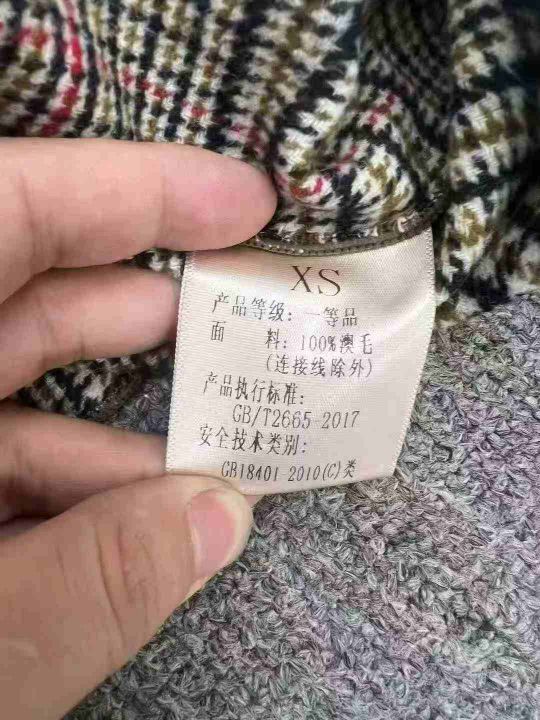 XS
产品等级: 一等品
面 料: 100%澳毛
(连接线除外)
产品执行标准:
GB/T2665-2017
安全技术类别:
GB18401-2010(C)类